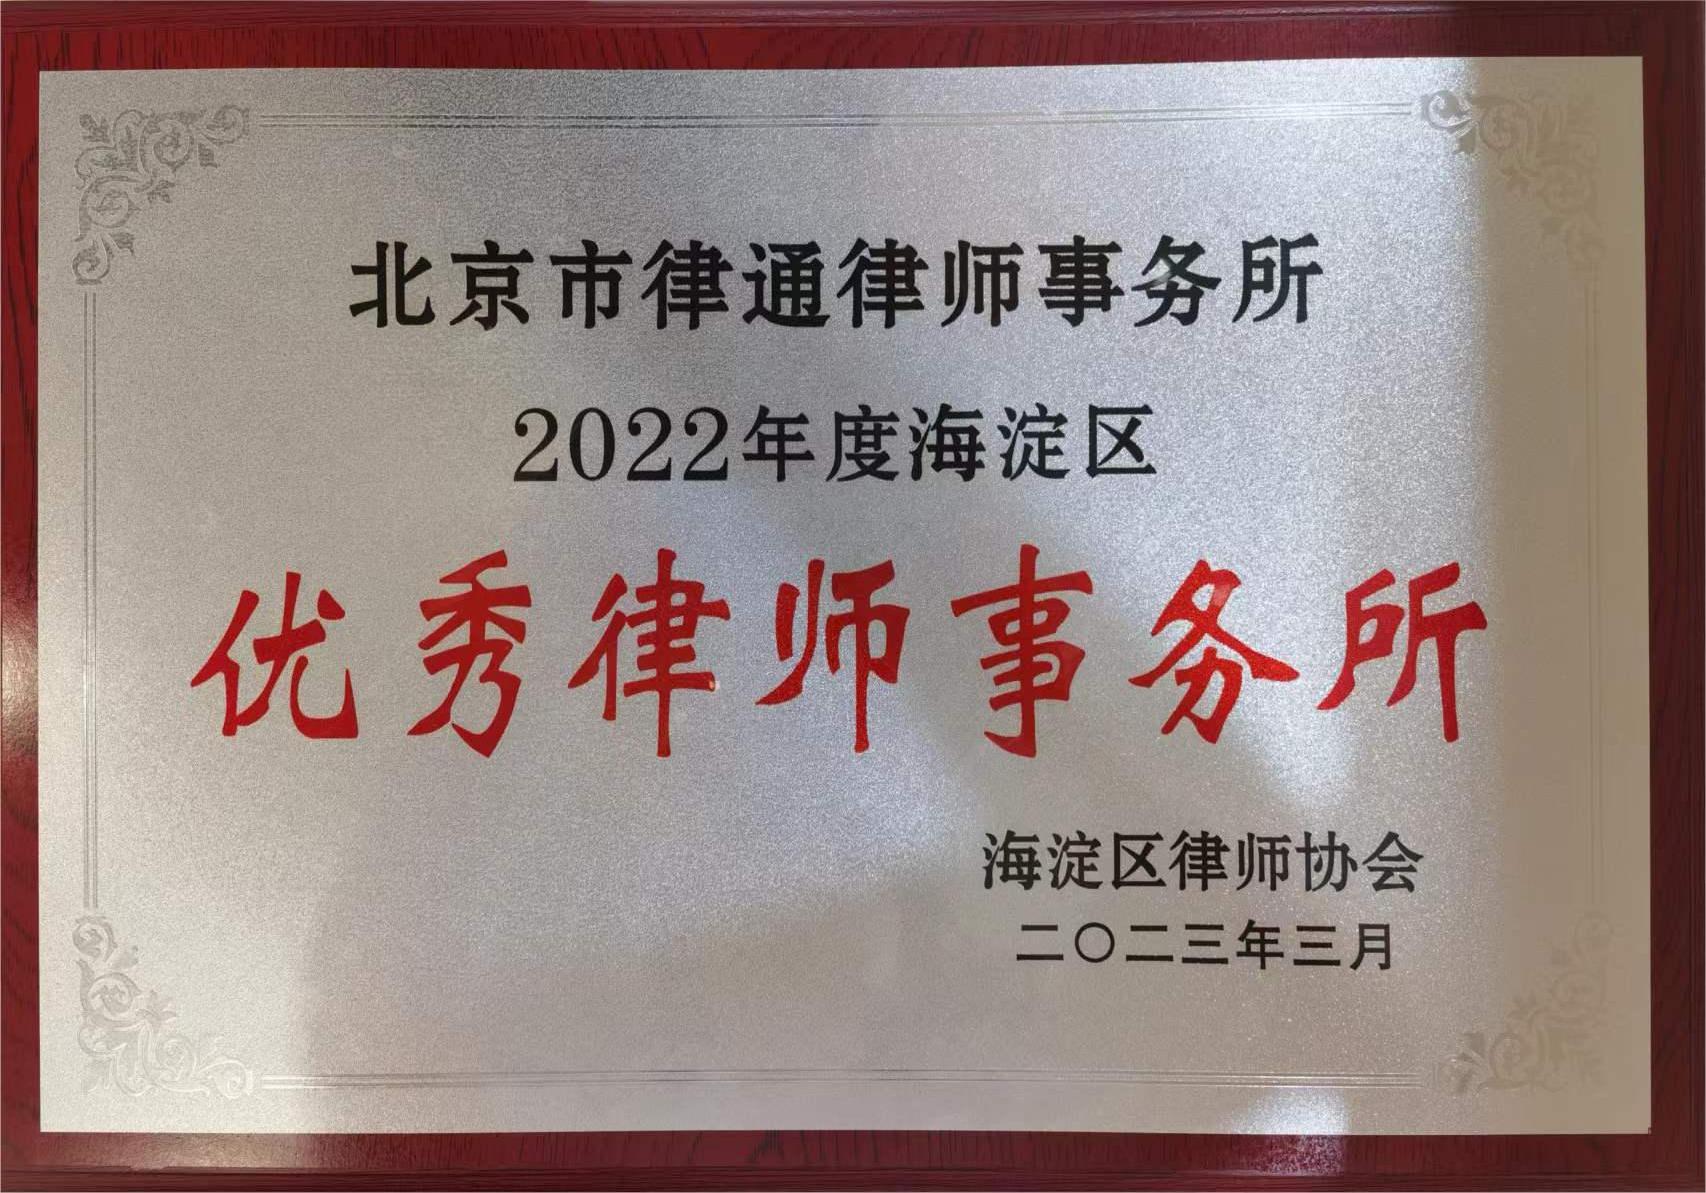 北京市律通律师事务所
2022年度海淀区
优秀律师事务所
海淀区律师协会
二〇二三年三月